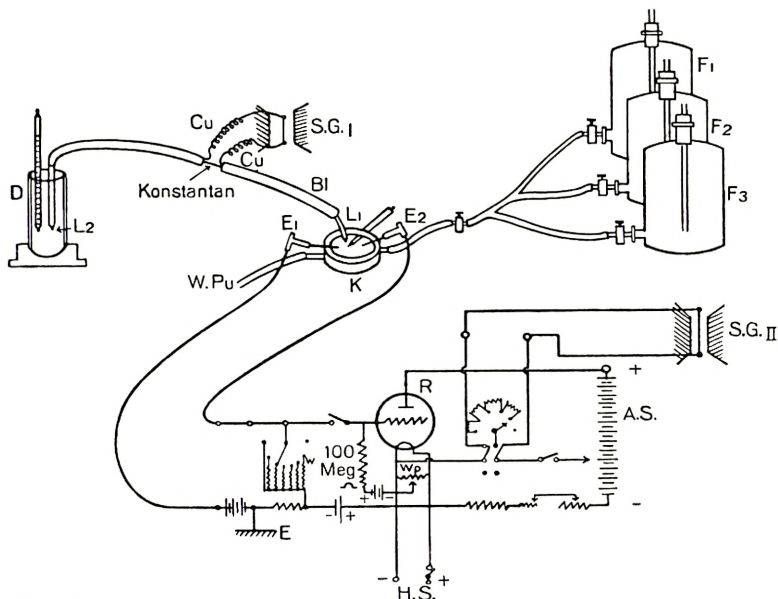 F1
F2
F3
Cu
S.G.I
Cu
D
Konstantan
Bl
L2
E1
L1
E2
W.Pu
K
S.G.II
R
+
A.S.
100
Meg
W
Wp
+ -
- +
E
-
- +
H.S.